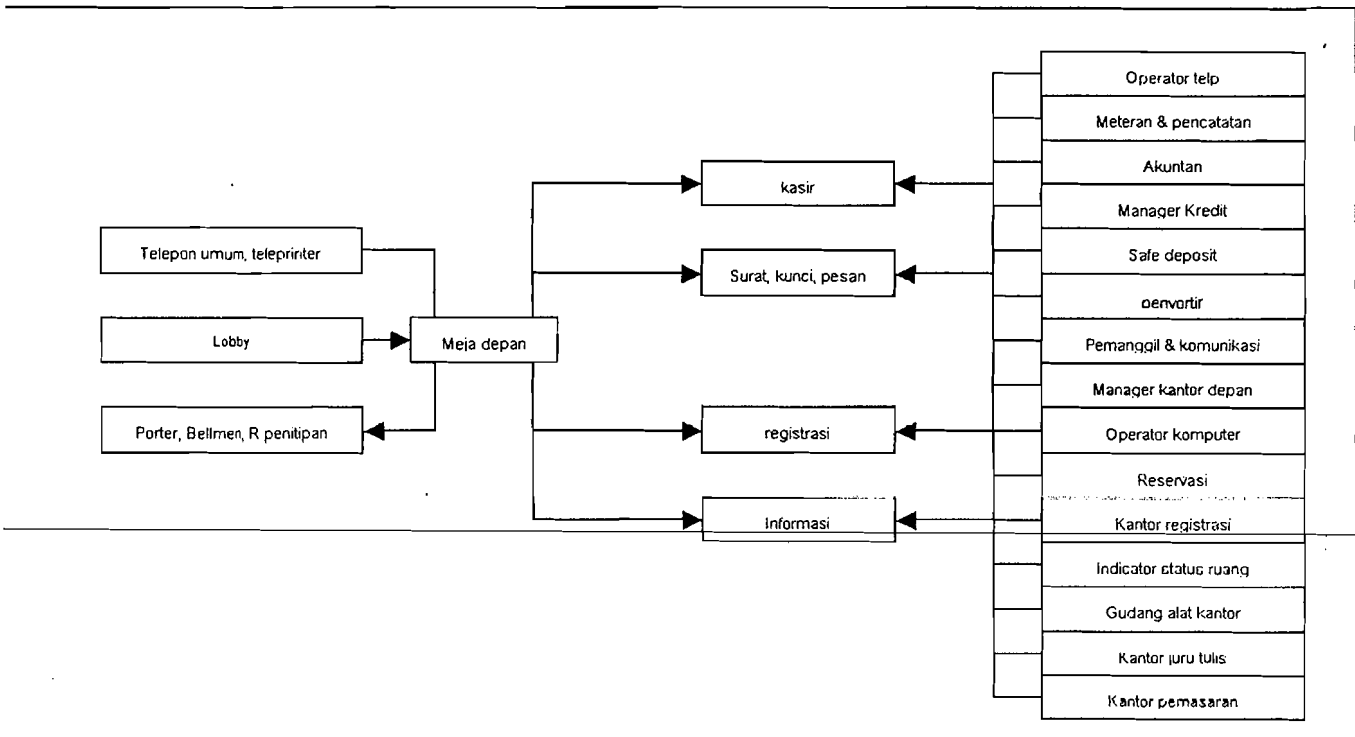 Telepon umum, teleprinter
Lobby
Porter, Bellmen, R penitipan
Meja depan
kasir
Surat, kunci, pesan
registrasi
Informasi
Operator telp
Meteran & pencatatan
Akuntan
Manager Kredit
Safe deposit
penyortir
Pemanggil & komunikasi
Manager kantor depan
Operator komputer
Reservasi
Kantor registrasi
Indicator status ruang
Gudang alat kantor
Kantor juru tulis
Kantor pemasaran